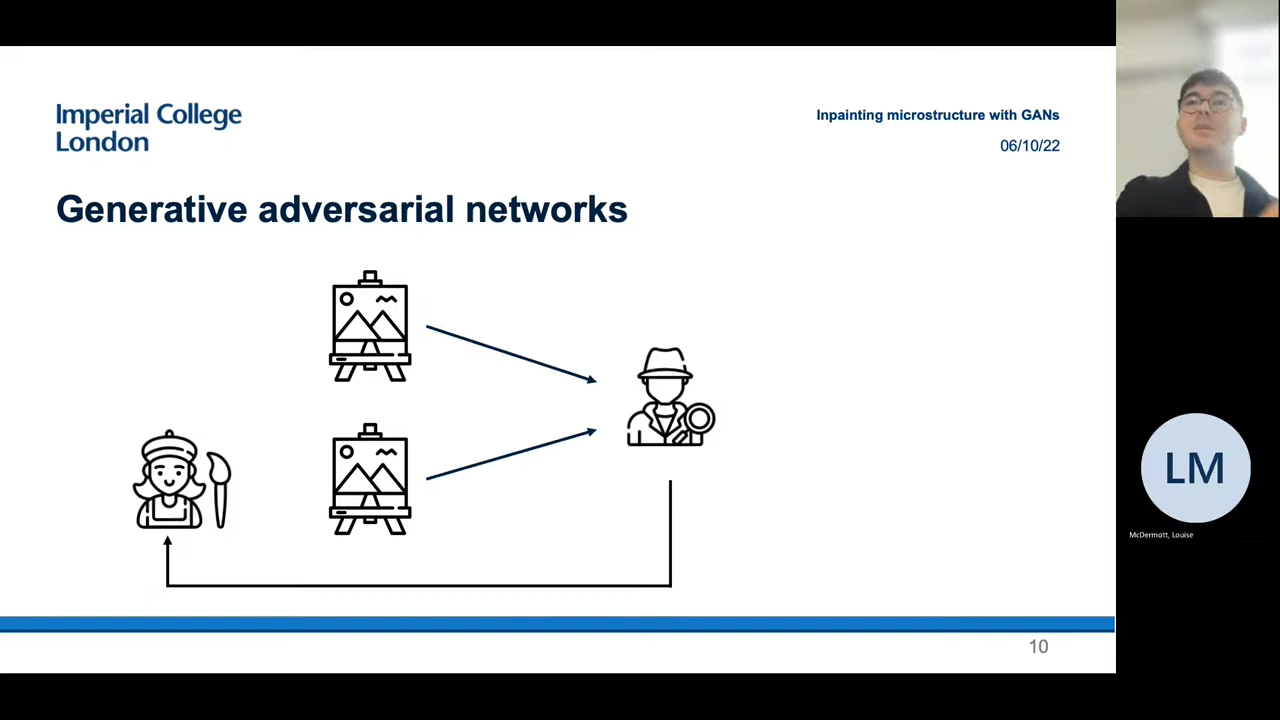 Imperial College
London
Inpainting microstructure with GANs
06/10/22
Generative adversarial networks
LM
McDermott, Louise
10